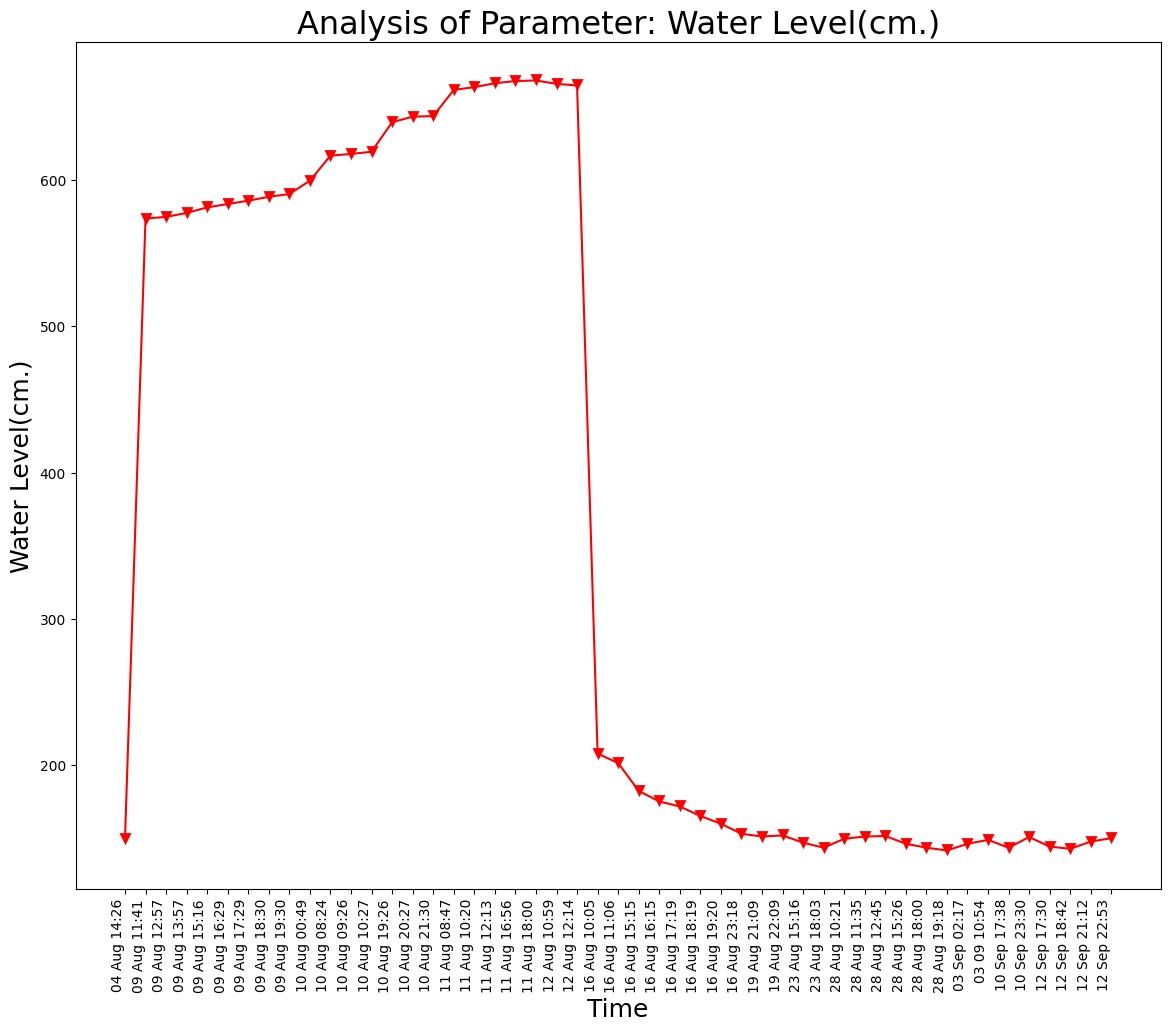 Analysis of Parameter: Water Level(cm.)
Water Level(cm.)
600
500
400
300
200
04 Aug 14:26
09 Aug 11:41
09 Aug 12:57
09 Aug 13:57
09 Aug 15:16
09 Aug 16:29
09 Aug 17:29
09 Aug 18:30
09 Aug 19:30
10 Aug 00:49
10 Aug 08:24
10 Aug 09:26
10 Aug 10:27
10 Aug 19:26
10 Aug 20:27
10 Aug 21:30
11 Aug 08:47
11 Aug 10:20
11 Aug 12:13
11 Aug 16:56
11 Aug 18:00
12 Aug 10:59
12 Aug 12:14
16 Aug 10:05
16 Aug 11:06
16 Aug 15:15
16 Aug 16:15
16 Aug 17:19
16 Aug 18:19
16 Aug 19:20
16 Aug 23:18
19 Aug 21:09
19 Aug 22:09
23 Aug 15:16
23 Aug 18:03
28 Aug 10:21
28 Aug 11:35
28 Aug 12:45
28 Aug 15:26
28 Aug 18:00
28 Aug 19:18
03 Sep 02:17
03 09 10:54
10 Sep 17:38
10 Sep 23:30
12 Sep 17:30
12 Sep 18:42
12 Sep 21:12
12 Sep 22:53
Time